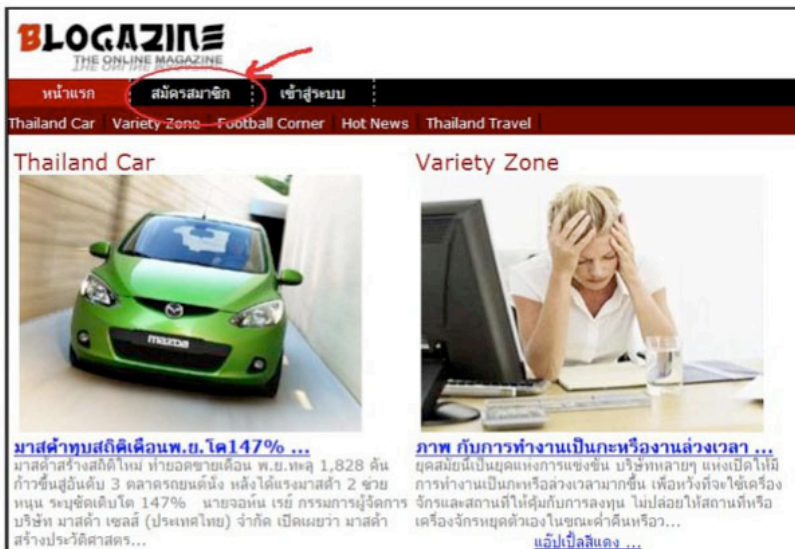 BLOGAZINE
THE ONLINE MAGAZINE
หน้าแรก สมัครสมาชิก เข้าสู่ระบบ
Thailand Car Variety Zone Football Corner Hot News Thailand Travel
Thailand Car
mazda
มาสด้าทุบสถิติเดือนพ.ย.โต147% ...
มาสด้าสร้างสถิติใหม่ ทำยอดขายเดือน พ.ย.ทะลุ 1,828 คัน
ก้าวขึ้นสู่อันดับ 3 ตลาดรถยนต์นั่ง หลังได้แรงมาสด้า 2 ช่วย
หนุน ระบุซัดเติบโต 147% นายจอห์น เรย์ กรรมการผู้จัดการ
บริษัท มาสด้า เซลส์ (ประเทศไทย) จำกัด เปิดเผยว่า มาสด้า
สร้างประวัติศาสตร...
Variety Zone
ภาพ กับการทำงานเป็นกะหรืองานล่วงเวลา ...
ยุคสมัยนี้เป็นยุคแห่งการแข่งขัน บริษัทหลายๆ แห่งเปิดให้มี
การทำงานเป็นกะหรือล่วงเวลามากขึ้น เพื่อหวังที่จะใช้เครื่อง
จักรและสถานที่ให้คุ้มกับการลงทุน ไม่ปล่อยให้สถานที่หรือ
เครื่องจักรหยุดตัวเองในขณะค่ำคืนหรือว...
แอ๊ปเปิ้ลสีแดง ...